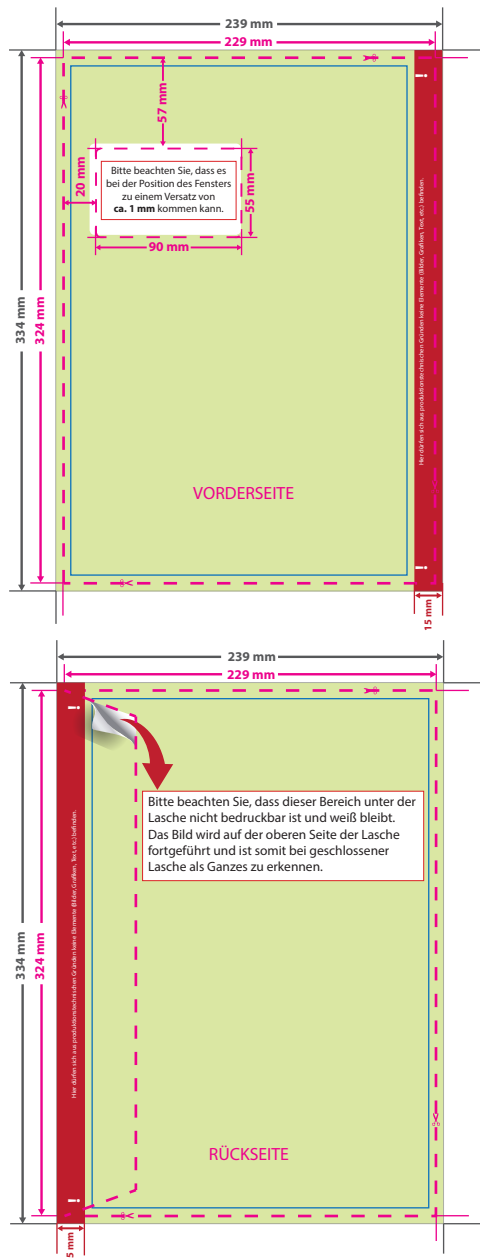 239 mm
229 mm
334 mm
324 mm
57 mm
20 mm
Bitte beachten Sie, dass es
bei der Position des Fensters
zu einem Versatz von
ca. 1 mm kommen kann.
55 mm
90 mm
!
Hier dürfen sich aus produktionstechnischen Gründen keine Elemente (Bilder, Grafiken, Text, etc.) befinden.
!
VORDERSEITE
15 mm
239 mm
229 mm
334 mm
324 mm
!
Hier dürfen sich aus produktionstechnischen Gründen keine Elemente (Bilder, Grafiken, Text, etc.) befinden.
!
Bitte beachten Sie, dass dieser Bereich unter der
Lasche nicht bedruckbar ist und weiß bleibt.
Das Bild wird auf der oberen Seite der Lasche
fortgeführt und ist somit bei geschlossener
Lasche als Ganzes zu erkennen.
RÜCKSEITE
5 mm